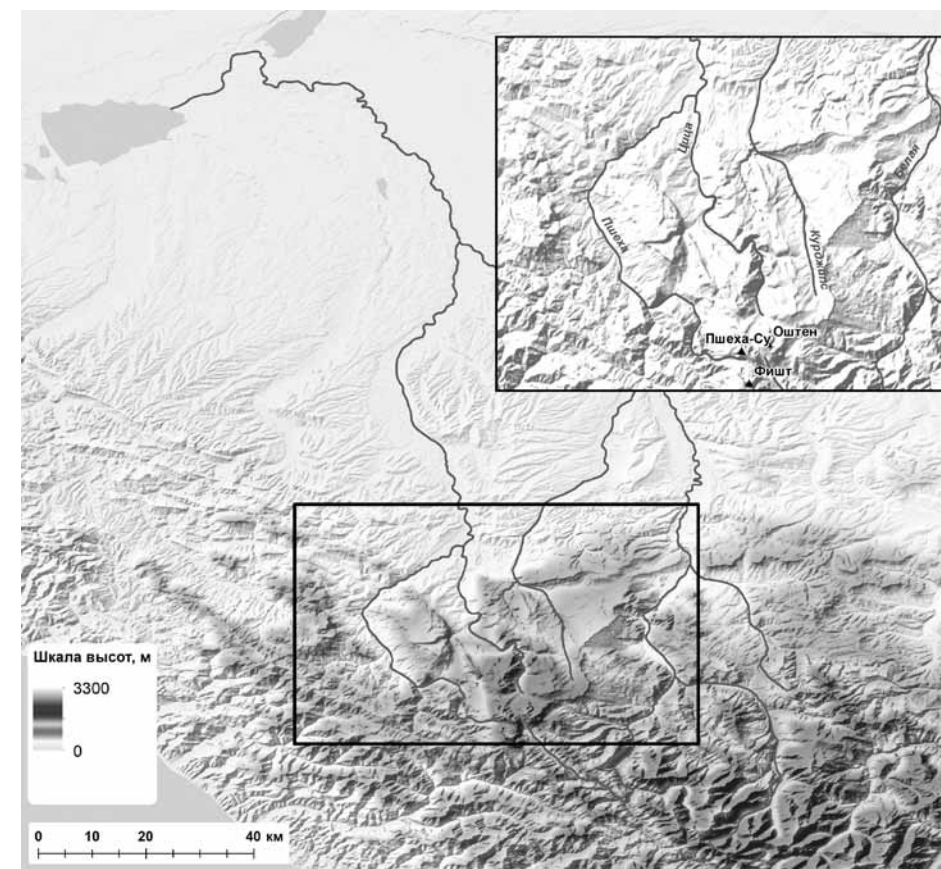 Цица
Белая
Пшеха
Курджипс
Оштен
Пшеха-Су
Фишт
Шкала высот, м
3300
0
0 10 20 40 км